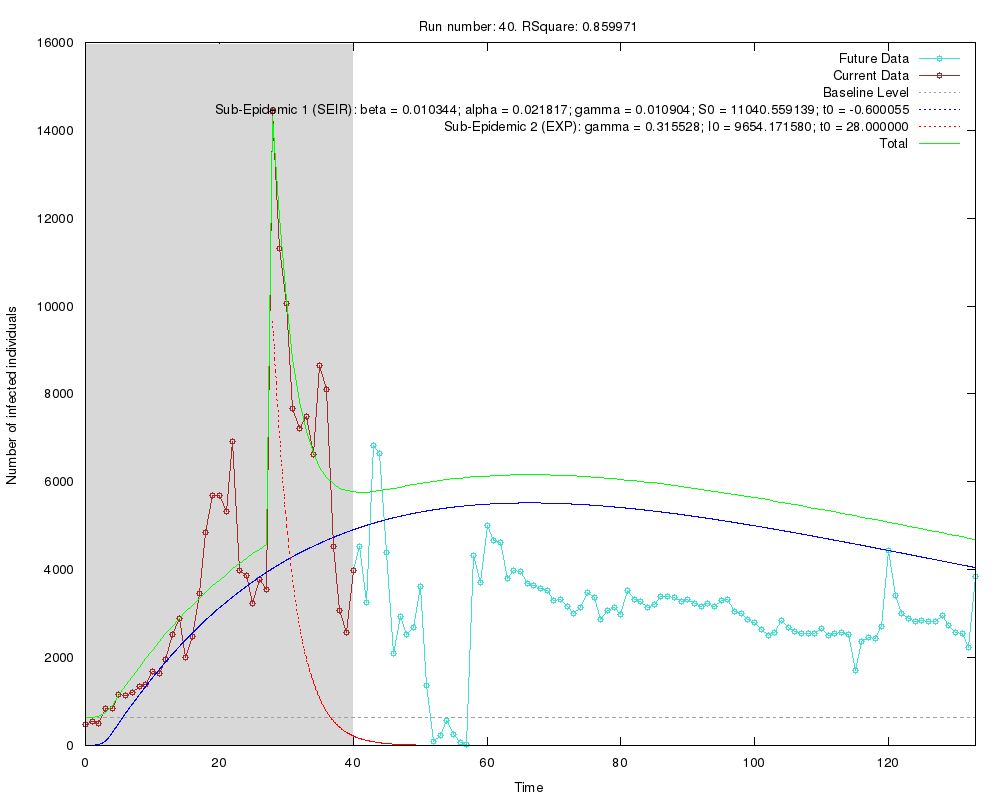 Run number: 40. RSquare: 0.859971
16000
14000
12000
10000
8000
6000
4000
2000
0
Number of infected individuals
Future Data
Current Data
Baseline Level
Sub-Epidemic 1 (SEIR): beta = 0.010344; alpha = 0.021817; gamma = 0.010904; S0 = 11040.559139; t0 = -0.600055
Sub-Epidemic 2 (EXP): gamma = 0.315528; I0 = 9654.171580; t0 = 28.000000
Total
0 20 40 60 80 100 120
Time